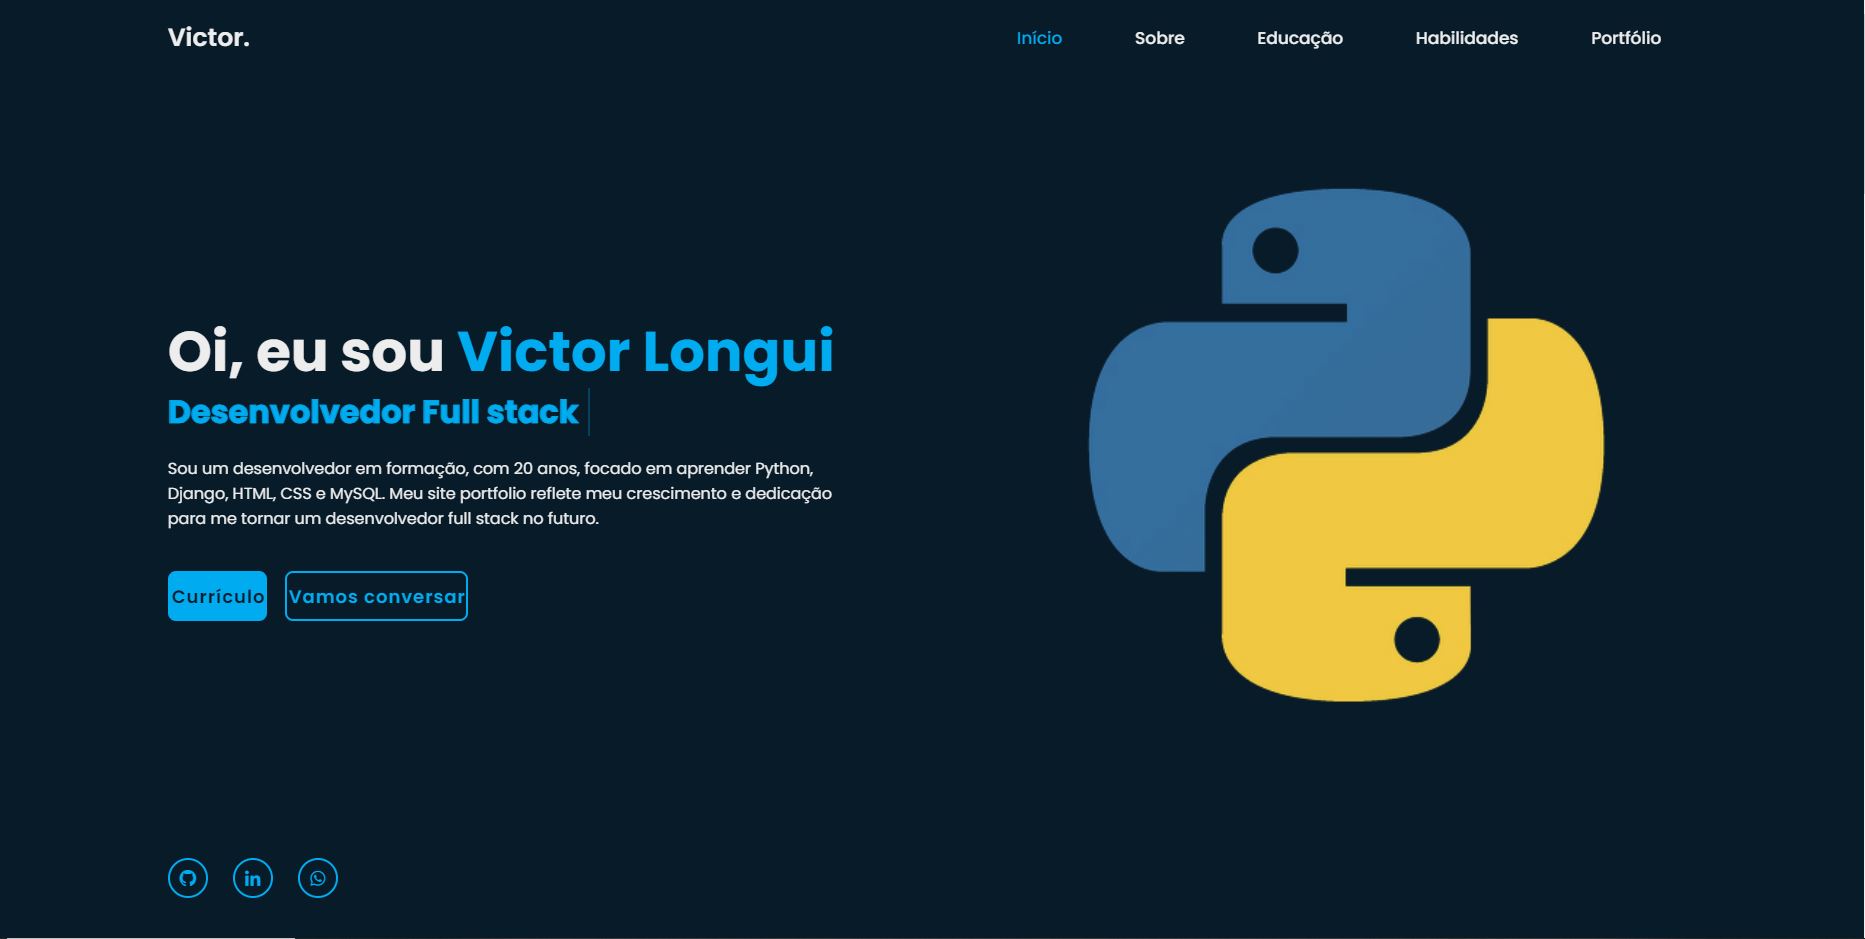 Victor.
Início Sobre Educação Habilidades Portfólio
Oi, eu sou Victor Longui
Desenvolvedor Full stack
Sou um desenvolvedor em formação, com 20 anos, focado em aprender Python,
Django, HTML, CSS e MySQL. Meu site portfolio reflete meu crescimento e dedicação
para me tornar um desenvolvedor full stack no futuro.
Currículo Vamos conversar
in